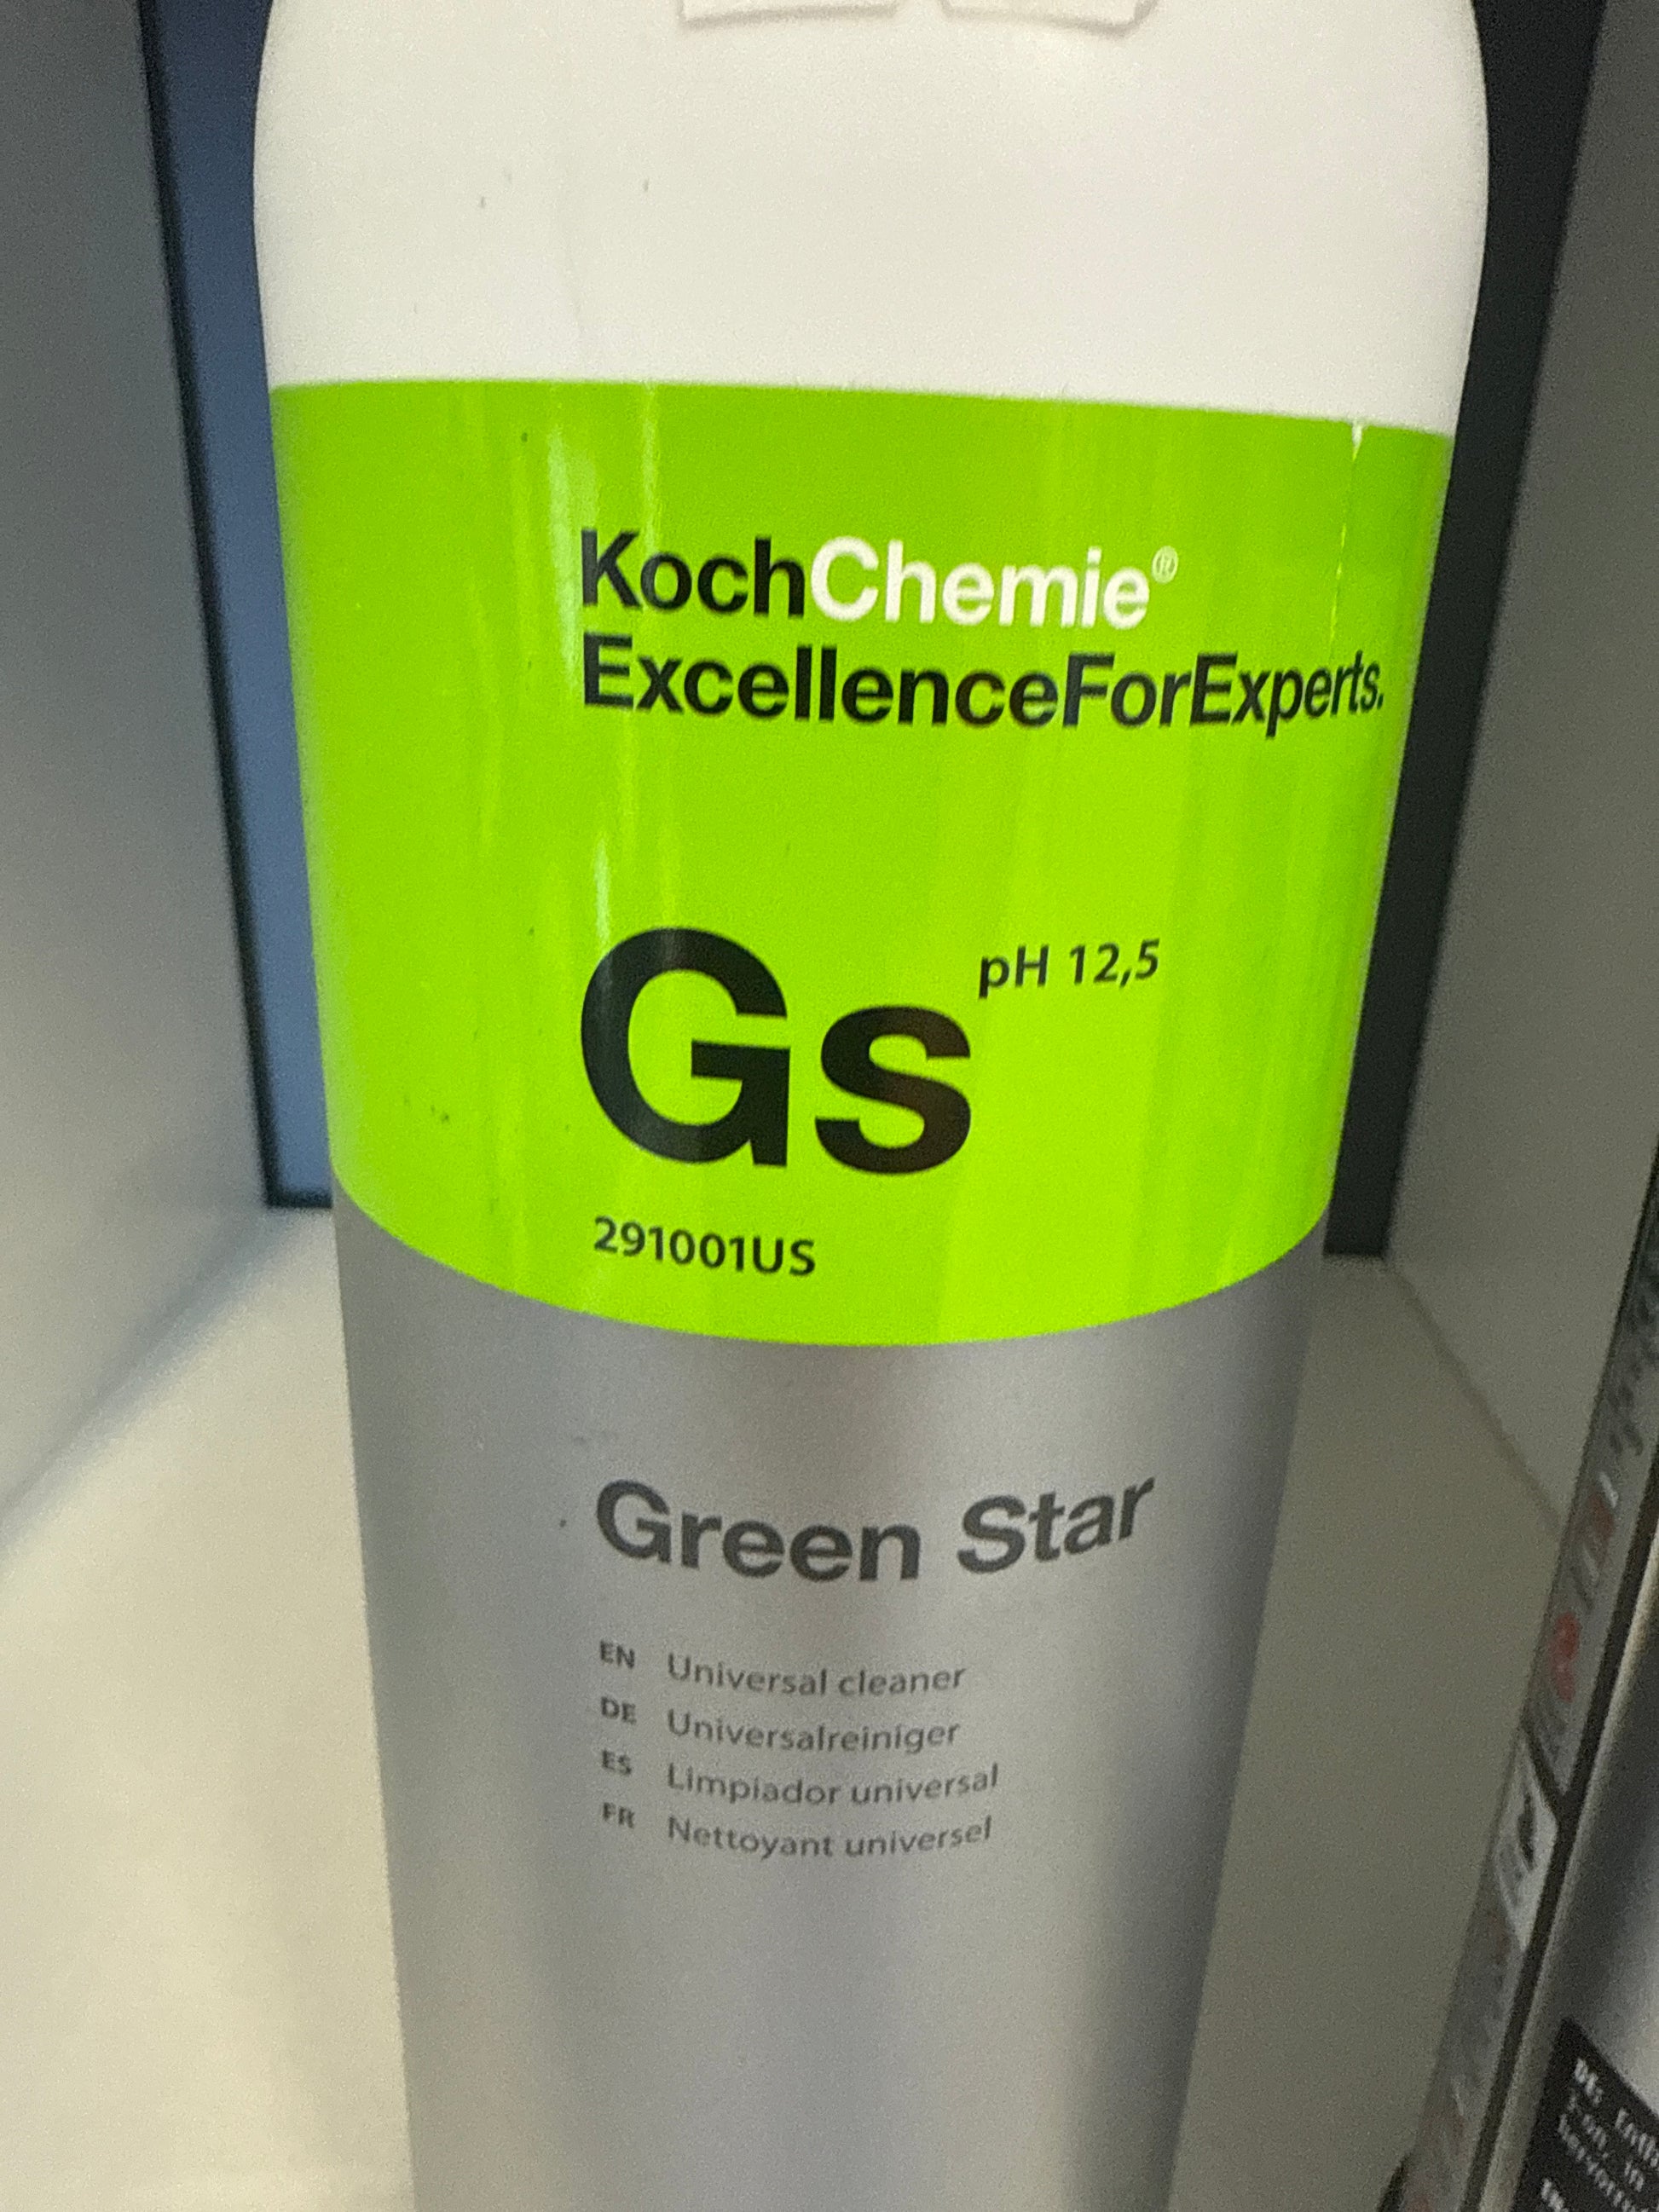 KochChemie®
ExcellenceForExperts.
Gs pH 12,5
291001US
Green Star
EN Universal cleaner
DE Universalreiniger
ES Limpiador universal
FR Nettoyant universel
DE: